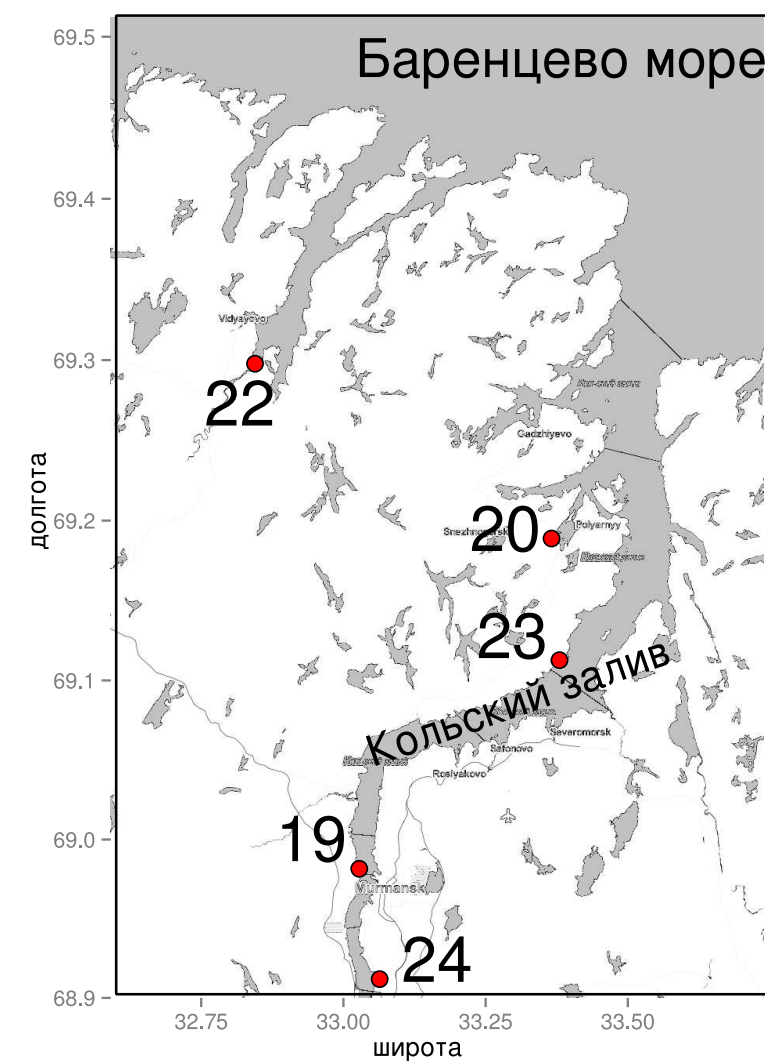 69.5
Баренцево море
69.4
Vidyayevo
69.3
22
Gadzhiyevo
долгота
69.2
20
Polyarnyy
23
69.1
Кольский залив
Severomorsk
Safonovo
Roslyakovo
69.0
19
Murmansk
24
68.9
32.75 33.00 33.25 33.50
широта